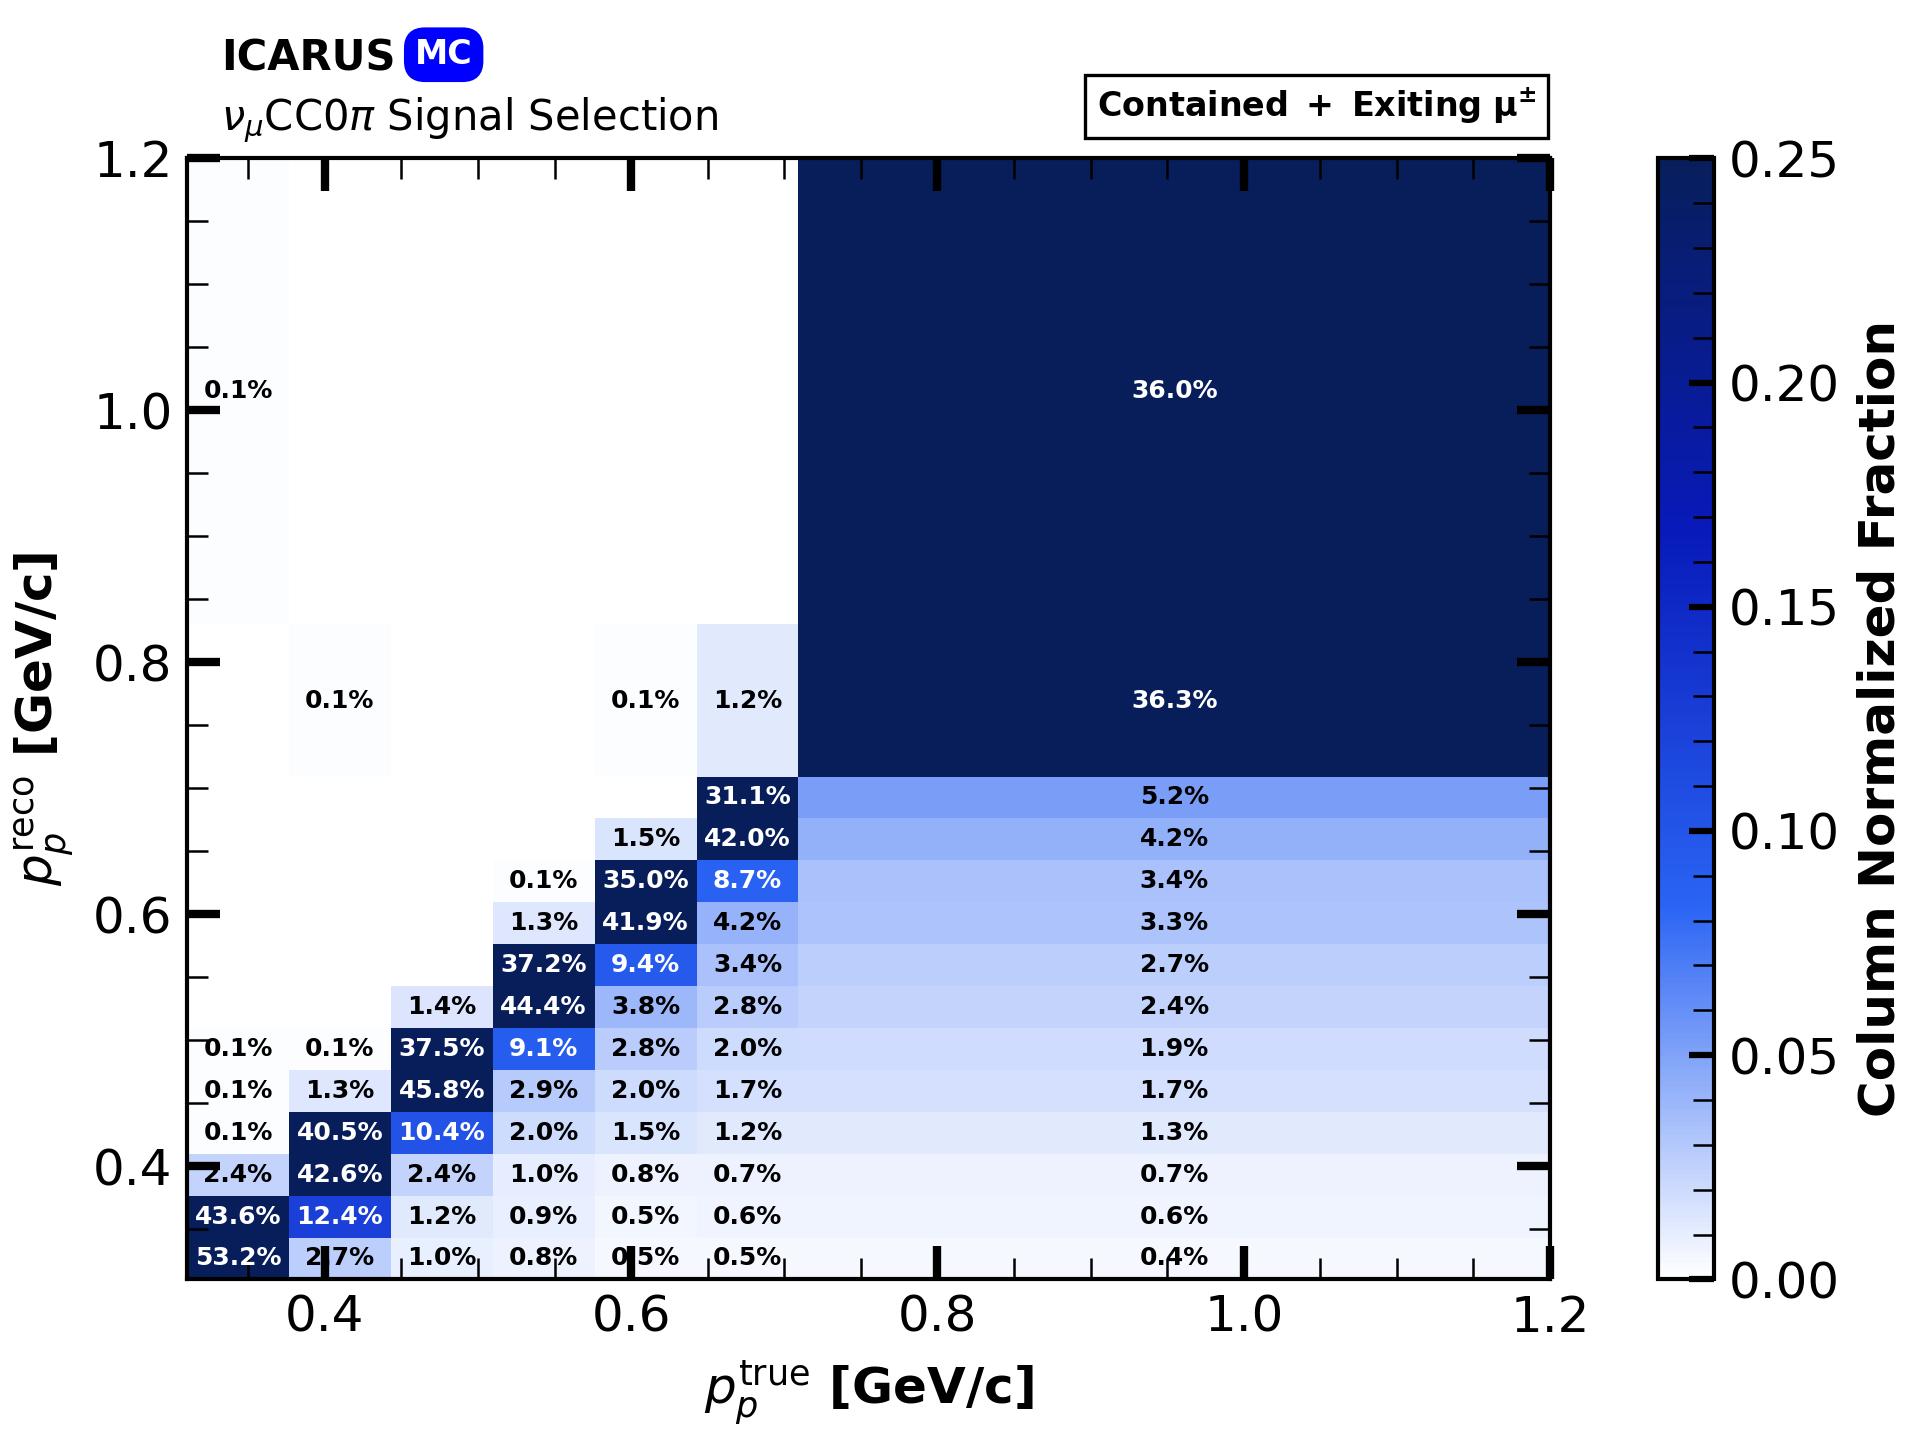 ICARUS MC
νμCC0π Signal Selection
Contained + Exiting μ±
1.2 0.25
0.20
0.1% 36.0%
1.0
0.15
0.8
0.1% 0.1% 1.2% 36.3%
31.1% 5.2%
1.5% 42.0% 4.2%
0.10
0.1% 35.0% 8.7% 3.4%
0.6 1.3% 41.9% 4.2% 3.3%
37.2% 9.4% 3.4% 2.7%
1.4% 44.4% 3.8% 2.8% 2.4%
0.1% 0.1% 37.5% 9.1% 2.8% 2.0% 1.9%
0.05
0.1% 1.3% 45.8% 2.9% 2.0% 1.7% 1.7%
0.1% 40.5% 10.4% 2.0% 1.5% 1.2% 1.3%
0.4 2.4% 42.6% 2.4% 1.0% 0.8% 0.7% 0.7%
43.6% 12.4% 1.2% 0.9% 0.5% 0.6% 0.6%
53.2% 2.7% 1.0% 0.8% 0.5% 0.5% 0.4%
0.00
0.4 0.6 0.8 1.0 1.2
p_p^true [GeV/c]
p_p^reco [GeV/c]
Column Normalized Fraction